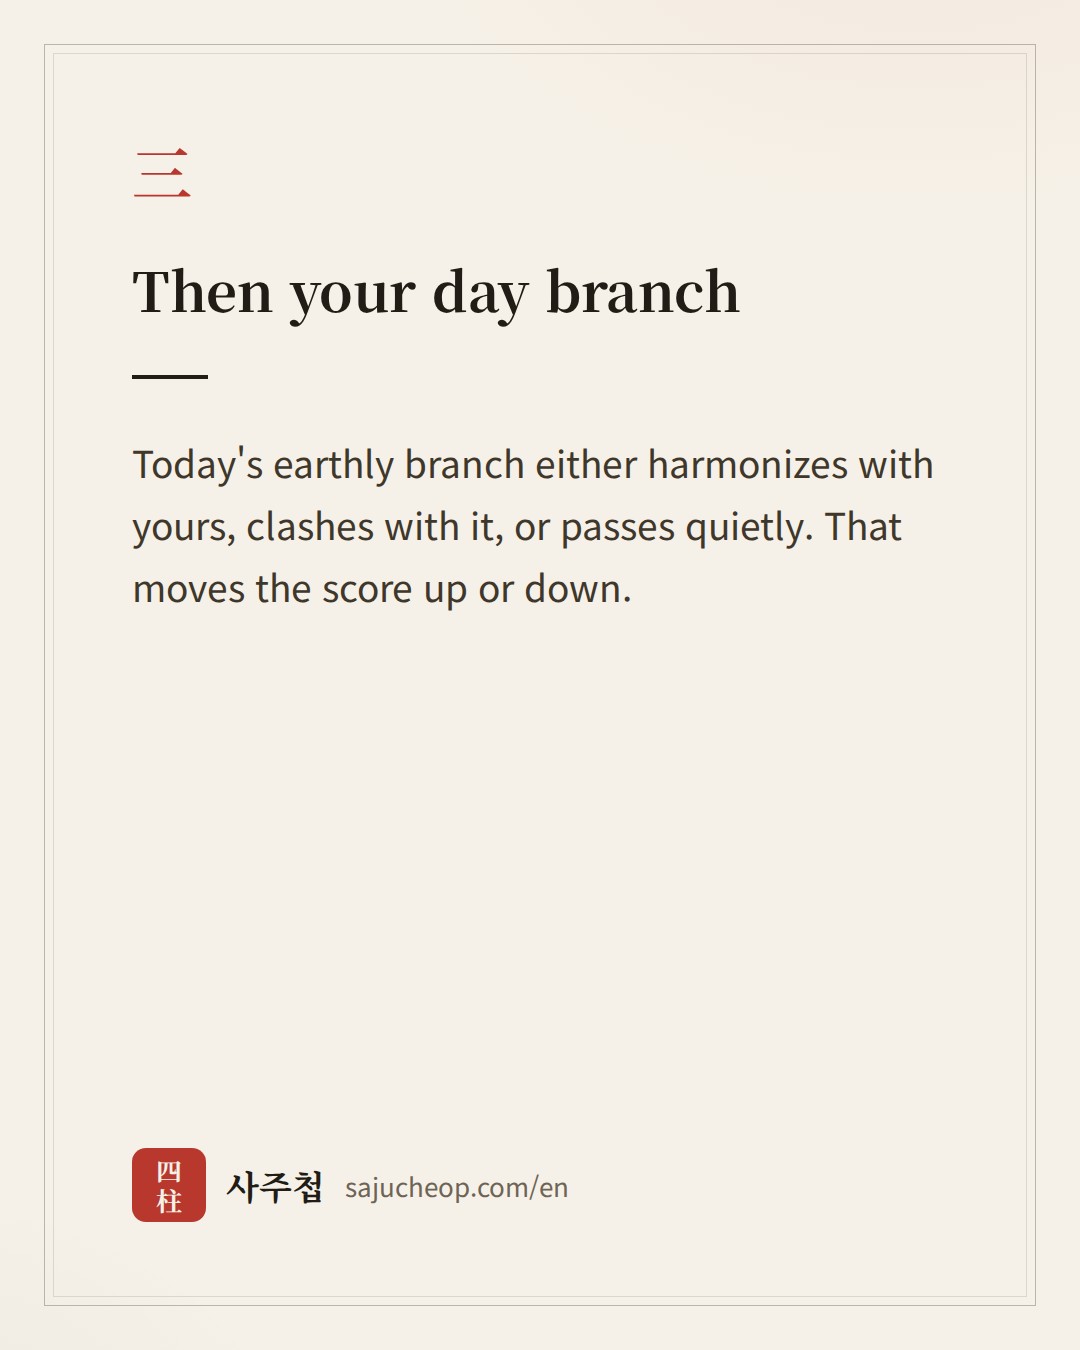 三
Then your day branch
Today's earthly branch either harmonizes with
yours, clashes with it, or passes quietly. That
moves the score up or down.
四
柱
사주첩 sajucheop.com/en